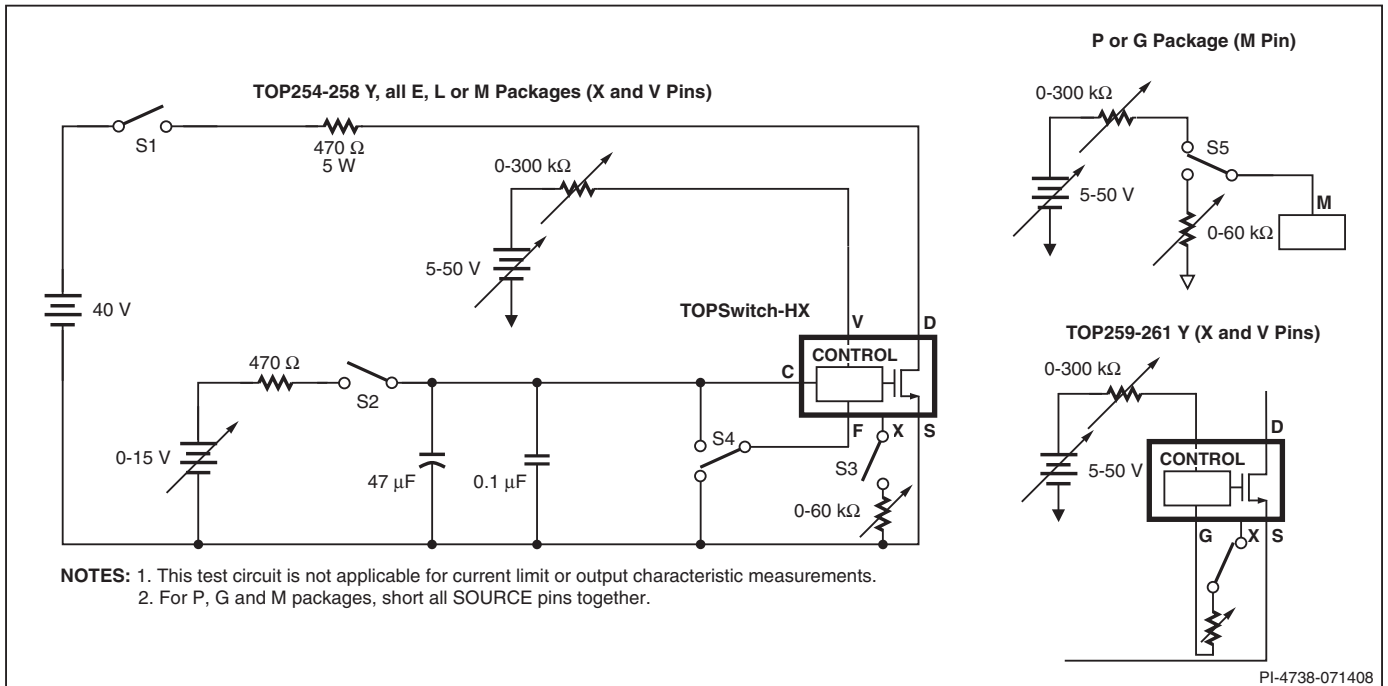 P or G Package (M Pin)
TOP254-258 Y, all E, L or M Packages (X and V Pins)
0-300 kΩ
S1
470 Ω
5 W
S5
0-300 kΩ
5-50 V
M
0-60 kΩ
5-50 V
40 V
TOPSwitch-HX
V
D
TOP259-261 Y (X and V Pins)
470 Ω
CONTROL
C
0-300 kΩ
S2
F
X
S
D
S4
0-15 V
S3
5-50 V
CONTROL
47 µF
0.1 µF
0-60 kΩ
G
X
S
NOTES: 1. This test circuit is not applicable for current limit or output characteristic measurements.
2. For P, G and M packages, short all SOURCE pins together.
PI-4738-071408